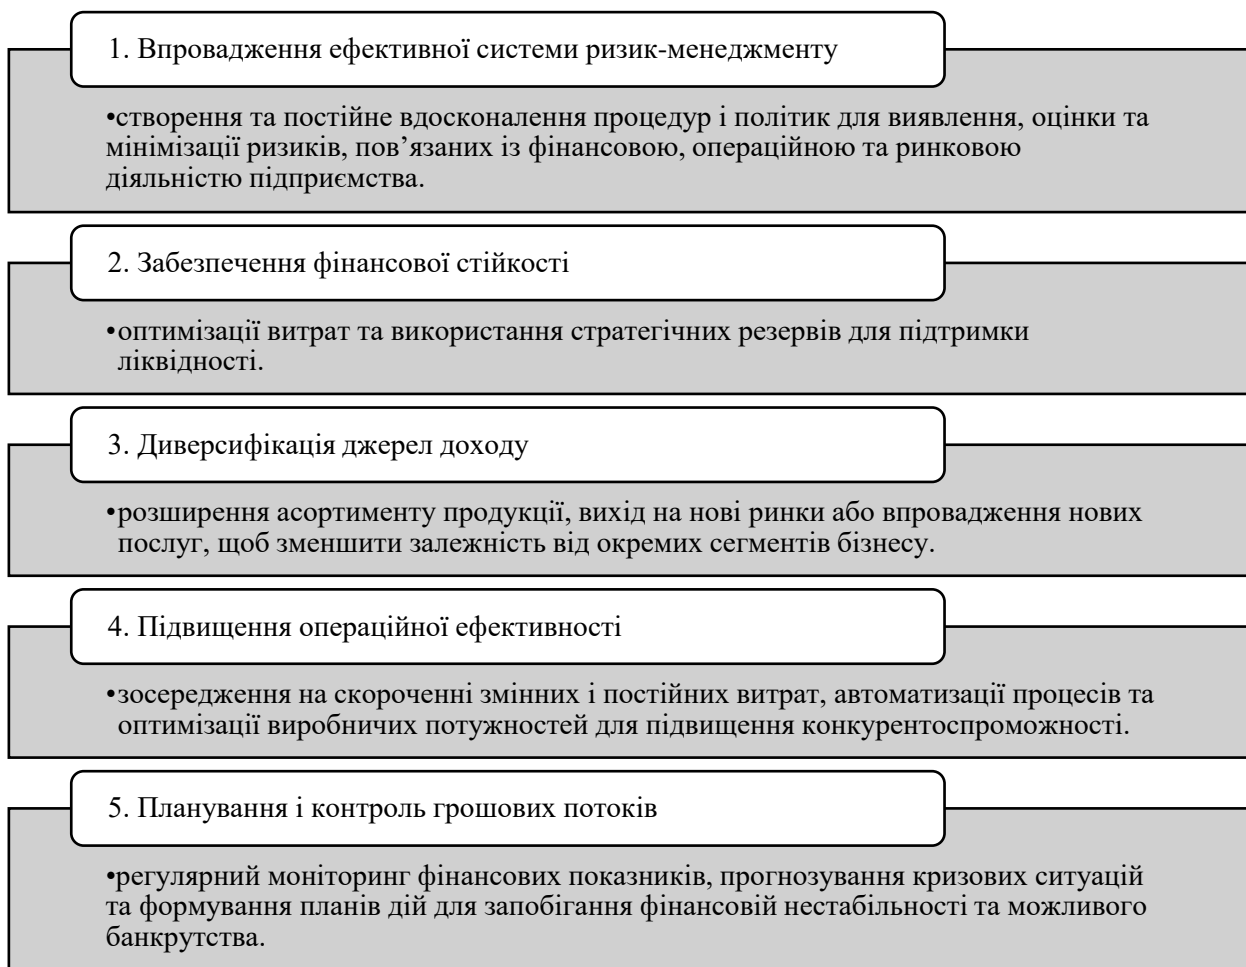 1. Впровадження ефективної системи ризик-менеджменту
•створення та постійне вдосконалення процедур і політик для виявлення, оцінки та
мінімізації ризиків, пов’язаних із фінансовою, операційною та ринковою
діяльністю підприємства.
2. Забезпечення фінансової стійкості
•оптимізації витрат та використання стратегічних резервів для підтримки
ліквідності.
3. Диверсифікація джерел доходу
•розширення асортименту продукції, вихід на нові ринки або впровадження нових
послуг, щоб зменшити залежність від окремих сегментів бізнесу.
4. Підвищення операційної ефективності
•зосередження на скороченні змінних і постійних витрат, автоматизації процесів та
оптимізації виробничих потужностей для підвищення конкурентоспроможності.
5. Планування і контроль грошових потоків
•регулярний моніторинг фінансових показників, прогнозування кризових ситуацій
та формування планів дій для запобігання фінансовій нестабільності та можливого
банкрутства.